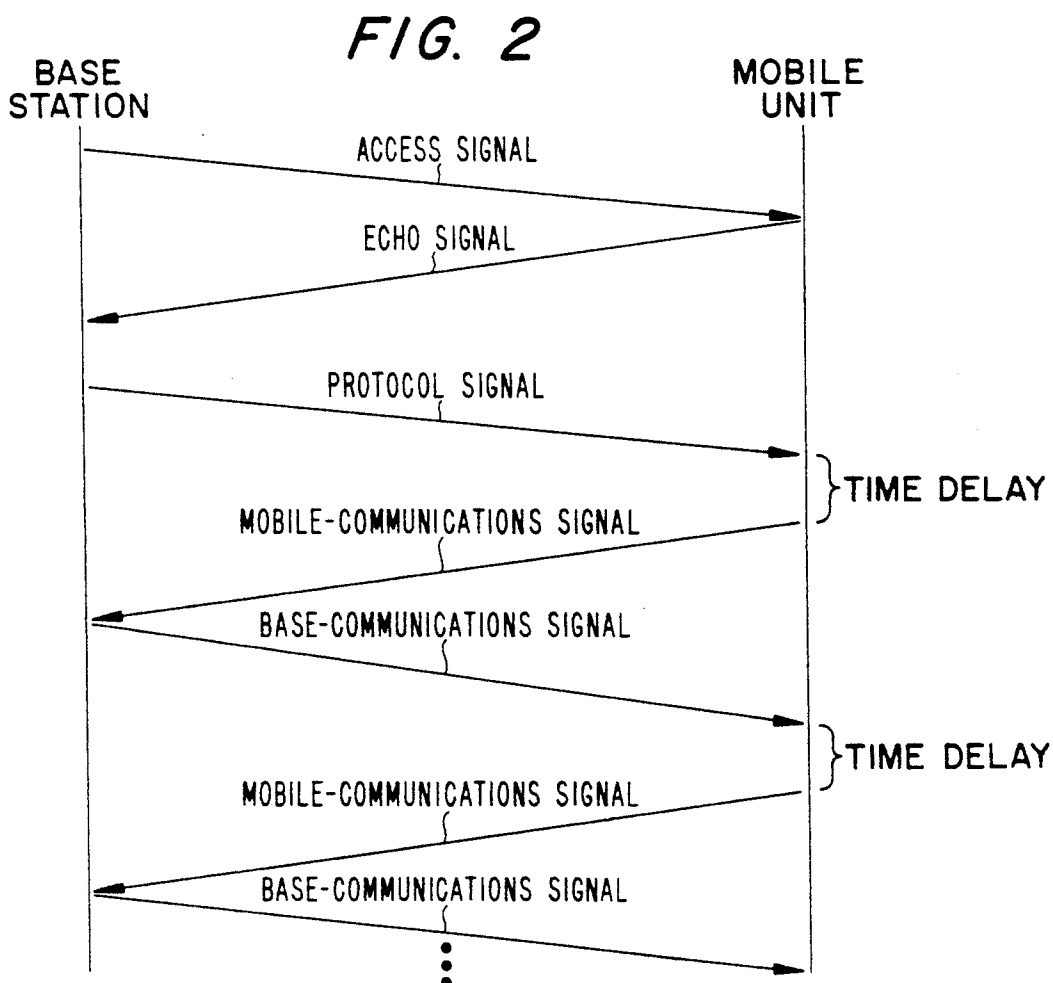 FIG. 2
BASE
STATION
MOBILE
UNIT
ACCESS SIGNAL
ECHO SIGNAL
PROTOCOL SIGNAL
TIME DELAY
MOBILE-COMMUNICATIONS SIGNAL
BASE-COMMUNICATIONS SIGNAL
TIME DELAY
MOBILE-COMMUNICATIONS SIGNAL
BASE-COMMUNICATIONS SIGNAL